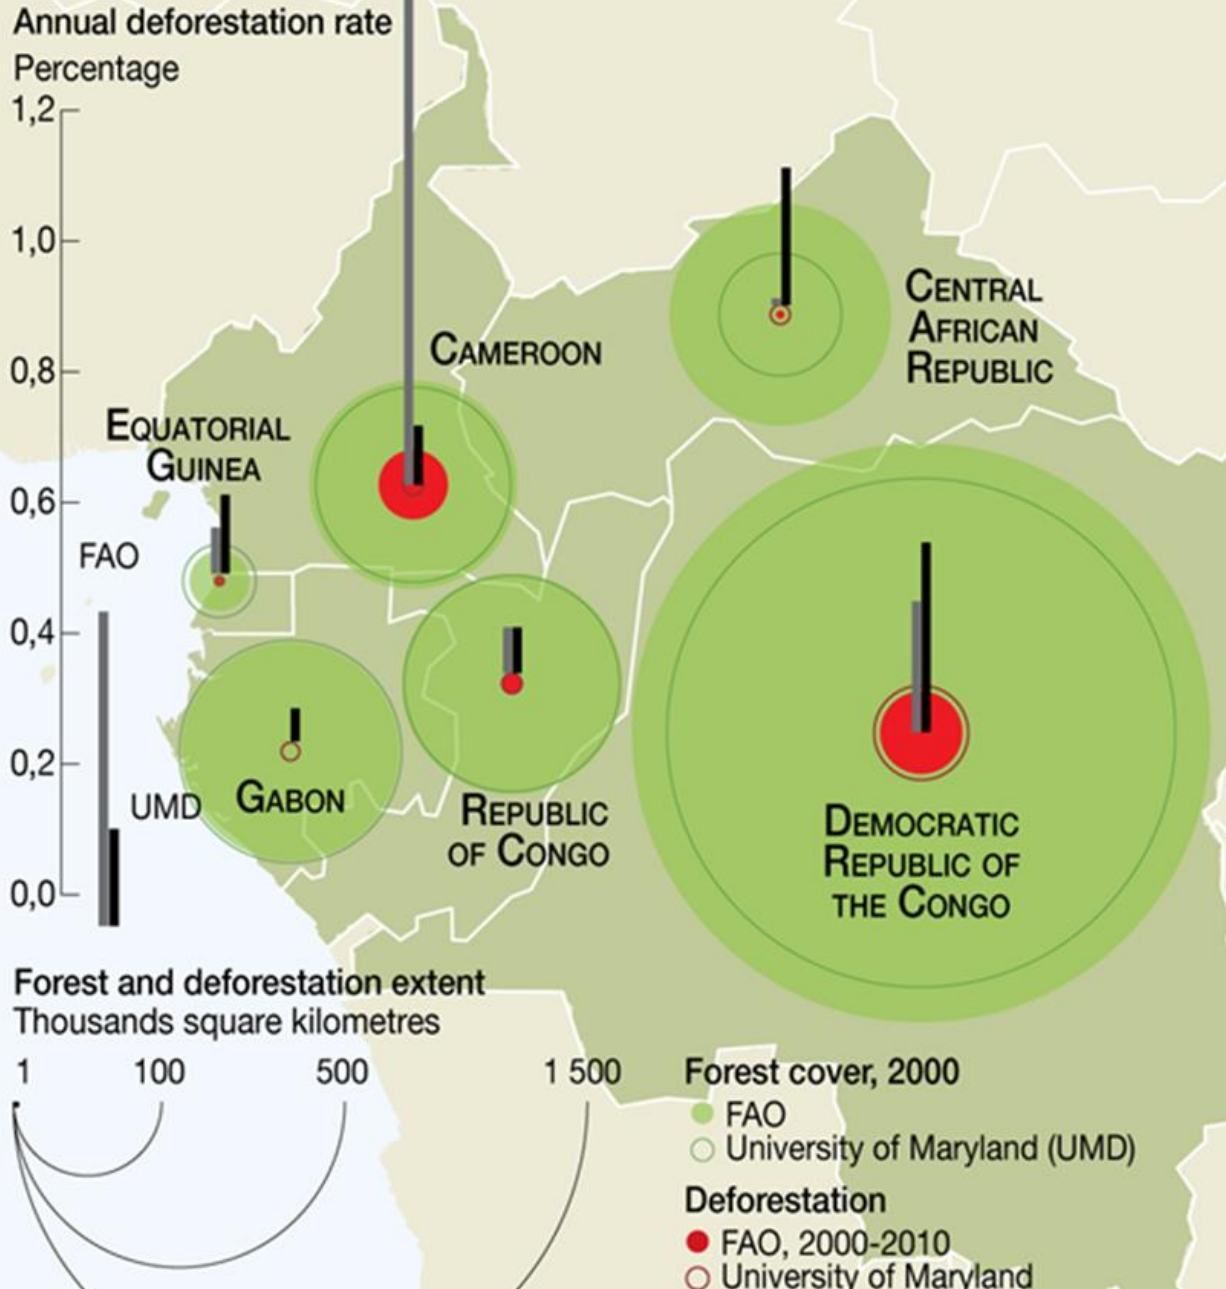 Annual deforestation rate
Percentage
1,2
1,0
0,8
0,6
0,4
0,2
0,0
CAMEROON
CENTRAL
AFRICAN
REPUBLIC
EQUATORIAL
GUINEA
FAO
UMD
GABON
REPUBLIC
OF CONGO
DEMOCRATIC
REPUBLIC OF
THE CONGO
Forest and deforestation extent
Thousands square kilometres
1 100 500 1 500
Forest cover, 2000
FAO
University of Maryland (UMD)
Deforestation
FAO, 2000-2010
University of Maryland